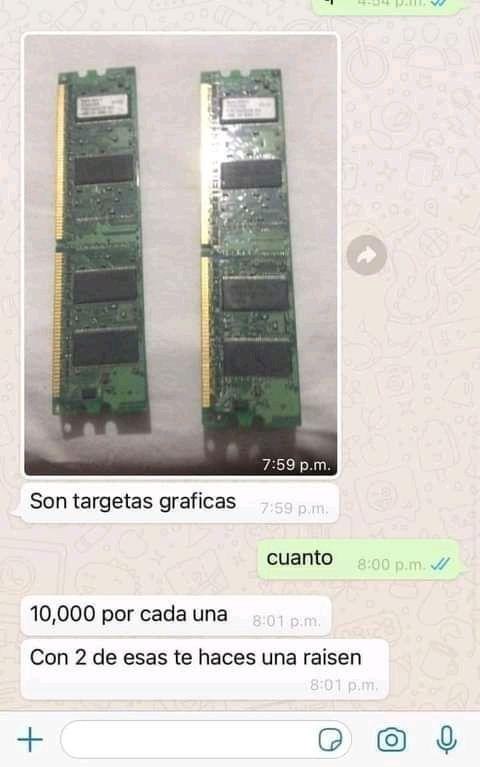 7:59 p.m.
Son targetas graficas 7:59 p.m.
cuanto 8:00 p.m.
10,000 por cada una 8:01 p.m.
Con 2 de esas te haces una raisen
8:01 p.m.